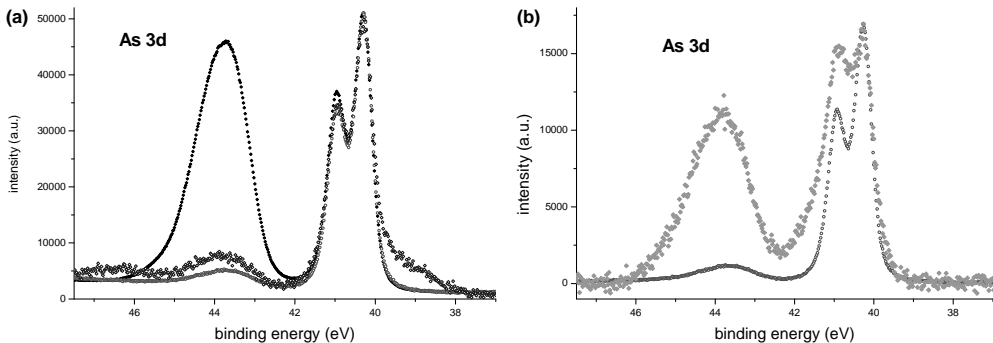 (a)
As 3d
50000
40000
30000
20000
10000
0
intensity (a.u.)
46
44
42
40
38
binding energy (eV)
(b)
As 3d
15000
10000
5000
0
intensity (a.u.)
46
44
42
40
38
binding energy (eV)